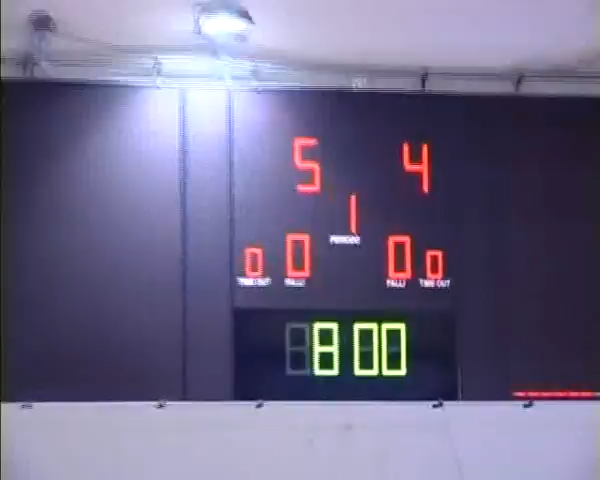 5 4
1
PERIODO
0 0 0 0
TIME OUT FALLI FALLI TIME OUT
8 00